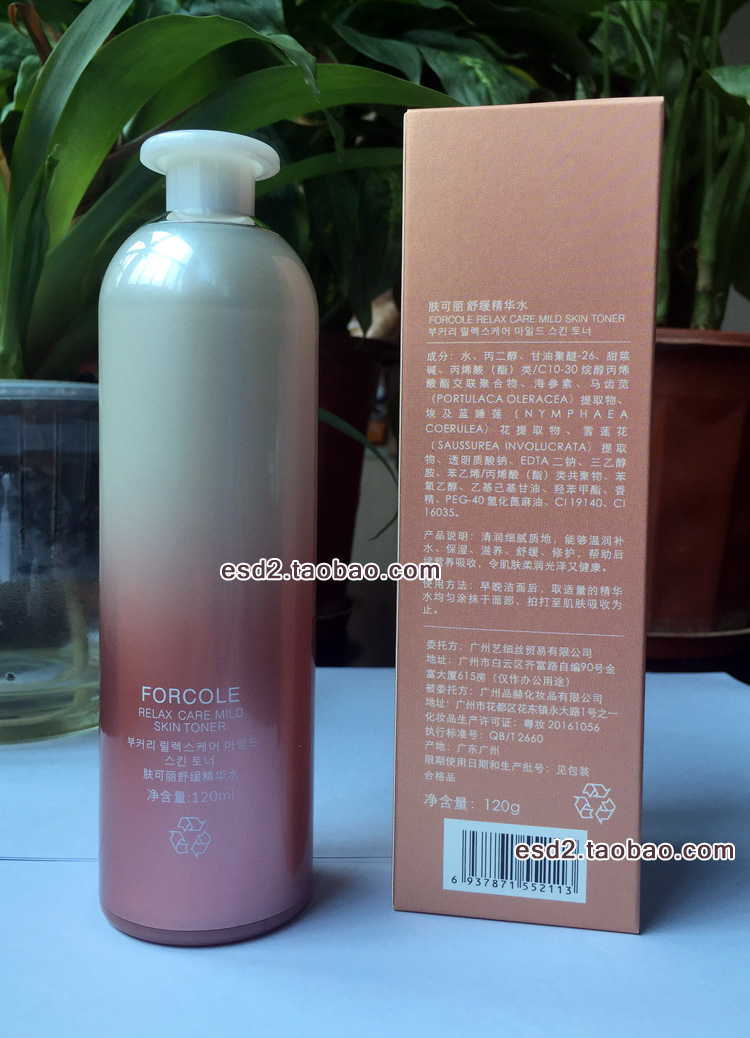 FORCOLE
RELAX CARE MILD
SKIN TONER
부커리 릴렉스케어 마일드
스킨 토너
肤可丽舒缓精华水
净含量:120ml
肤可丽 舒缓精华水
FORCOLE RELAX CARE MILD SKIN TONER
부커리 릴렉스케어 마일드 스킨 토너
成分：水、丙二醇、甘油聚醚-26、甜菜
碱、丙烯酸（酯）类/C10-30 烷醇丙烯
酸酯交联聚合物、海参素、马齿苋
(PORTULACA OLERACEA) 提取物、
埃及蓝睡莲 (NYMPHAEA
COERULEA) 花提取物、雪莲花
(SAUSSUREA INVOLUCRATA) 提取
物、透明质酸钠、EDTA 二钠、三乙醇
胺、苯乙烯/丙烯酸（酯）类共聚物、苯
氧乙醇、乙基己基甘油、羟苯甲酯、香
精、PEG-40 氢化蓖麻油、CI 19140、CI
16035。
产品说明：清润细腻质地，能够温润补
水、保湿、滋养、舒缓、修护，帮助后
续营养吸收，令肌肤柔润光泽又健康。
使用方法：早晚洁面后，取适量的精华
水均匀涂抹于面部，拍打至肌肤吸收为
止。
委托方：广州艺细丝贸易有限公司
地址：广州市白云区齐富路自编90号金
富大厦615房（仅作办公用途）
被委托方：广州品赫化妆品有限公司
地址：广州市花都区花东镇永大路1号之一
化妆品生产许可证：粤妆 20161056
执行标准号：QB/T2660
产地：广东广州
限期使用日期和生产批号：见包装
合格品
净含量：120g
6 937871 552113
esd2.taobao.com
esd2.taobao.com